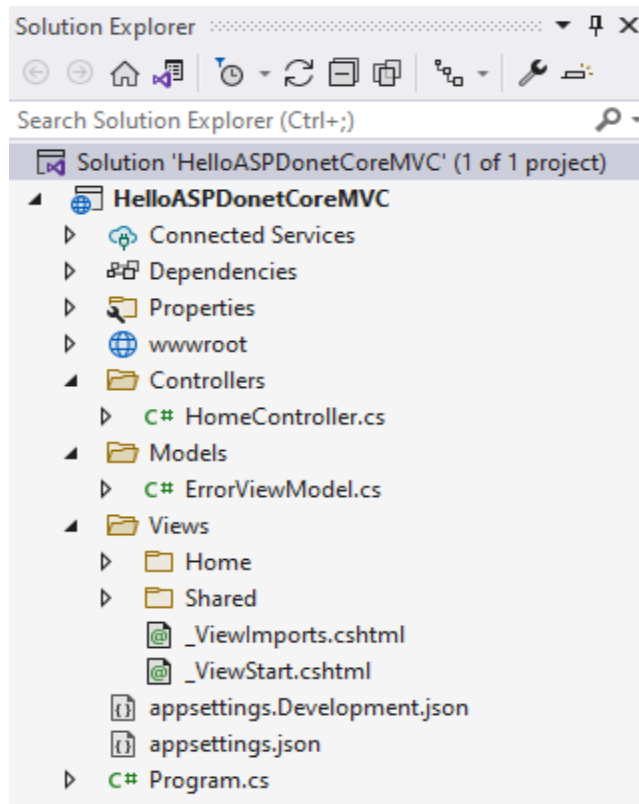 Solution Explorer
Search Solution Explorer (Ctrl+;)
Solution 'HelloASPDonetCoreMVC' (1 of 1 project)
HelloASPDonetCoreMVC
Connected Services
Dependencies
Properties
wwwroot
Controllers
C# HomeController.cs
Models
C# ErrorViewModel.cs
Views
Home
Shared
_ViewImports.cshtml
_ViewStart.cshtml
appsettings.Development.json
appsettings.json
C# Program.cs